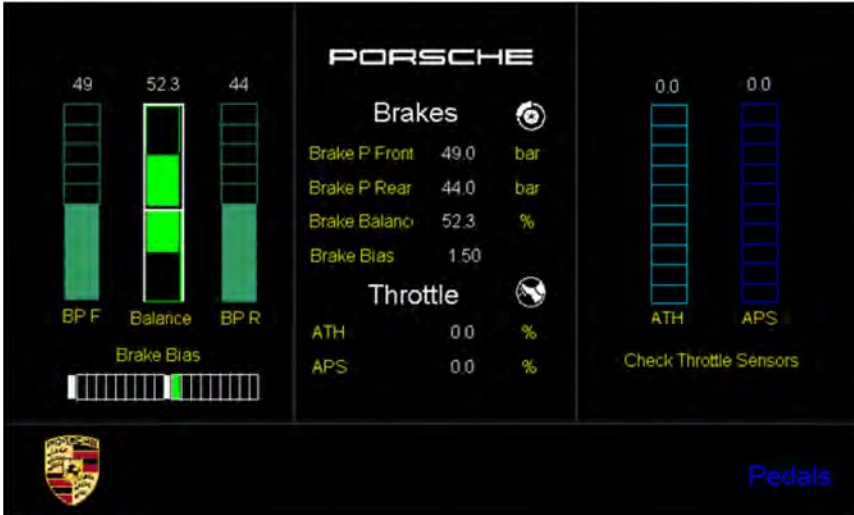 49 52.3 44
BP F Balance BP R
Brake Bias
PORSCHE
Brakes
Brake P Front 49.0 bar
Brake P Rear 44.0 bar
Brake Balanc 52.3 %
Brake Bias 1.50
Throttle
ATH 0.0 %
APS 0.0 %
0.0 0.0
ATH APS
Check Throttle Sensors
Pedals